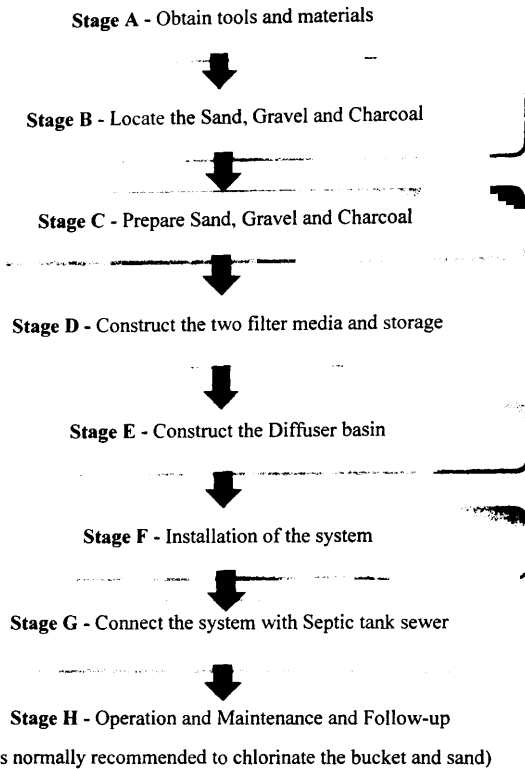 Stage A - Obtain tools and materials
Stage B - Locate the Sand, Gravel and Charcoal
Stage C - Prepare Sand, Gravel and Charcoal
Stage D - Construct the two filter media and storage
Stage E - Construct the Diffuser basin
Stage F - Installation of the system
Stage G - Connect the system with Septic tank sewer
Stage H - Operation and Maintenance and Follow-up
s normally recommended to chlorinate the bucket and sand)